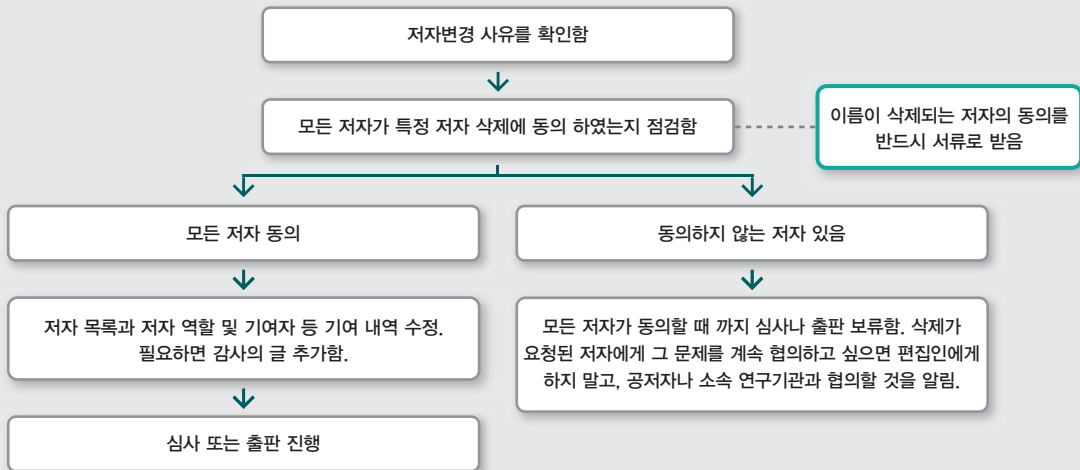 저자변경 사유를 확인함
모든 저자가 특정 저자 삭제에 동의 하였는지 점검함
이름이 삭제되는 저자의 동의를
반드시 서류로 받음
모든 저자 동의
동의하지 않는 저자 있음
저자 목록과 저자 역할 및 기여자 등 기여 내역 수정.
필요하면 감사의 글 추가함.
모든 저자가 동의할 때 까지 심사나 출판 보류함. 삭제가
요청된 저자에게 그 문제를 계속 협의하고 싶으면 편집인에게
하지 말고, 공저자나 소속 연구기관과 협의할 것을 알림.
심사 또는 출판 진행